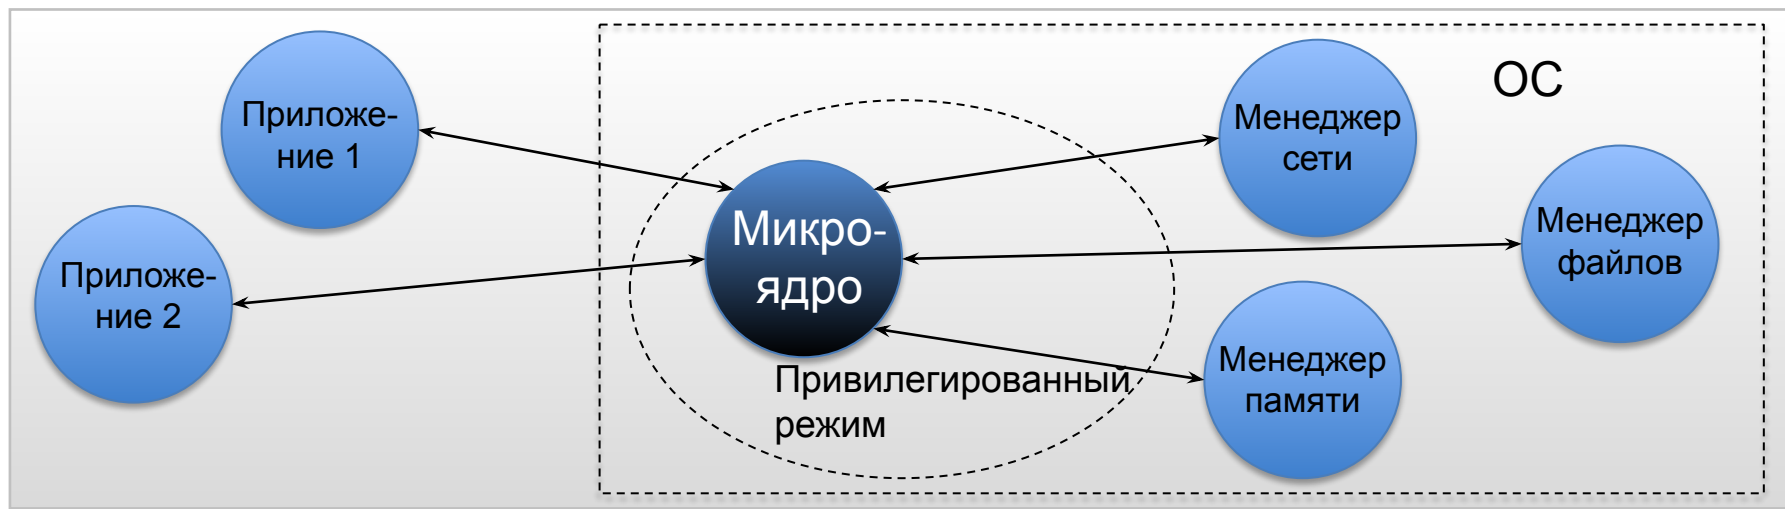 ОС
Приложе-
ние 1
Менеджер
сети
Микро-
ядро
Менеджер
файлов
Приложе-
ние 2
Привилегированный
режим
Менеджер
памяти